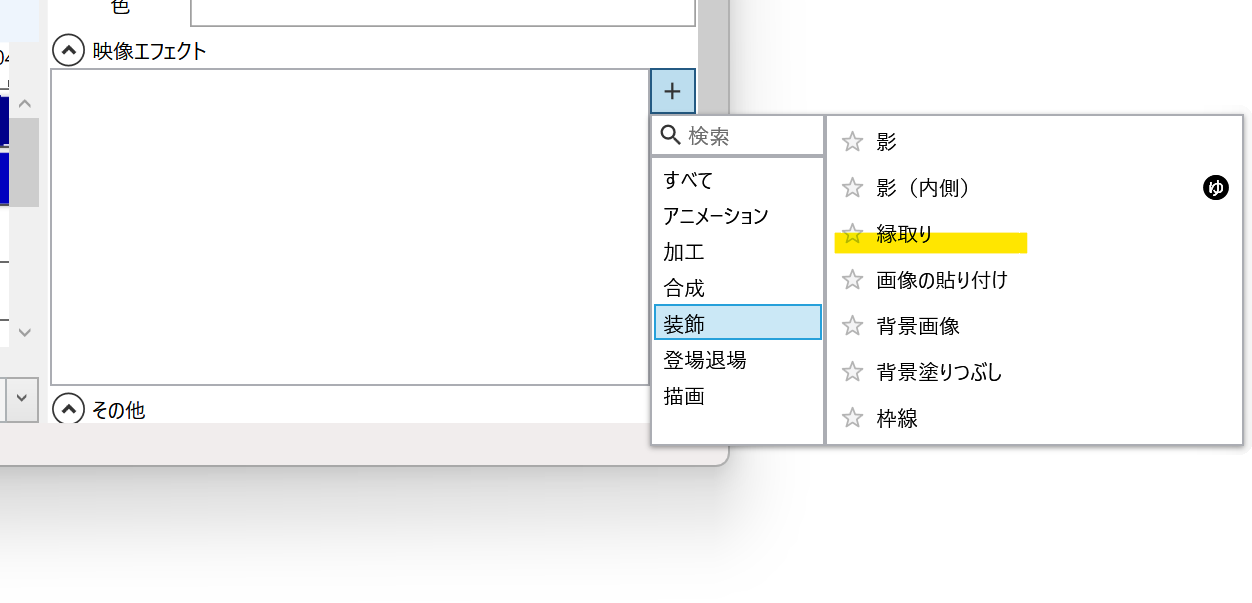 色
映像エフェクト
+
検索
すべて
アニメーション
加工
合成
装飾
登場退場
描画
影
影（内側）
ゆ
縁取り
画像の貼り付け
背景画像
背景塗りつぶし
枠線
その他